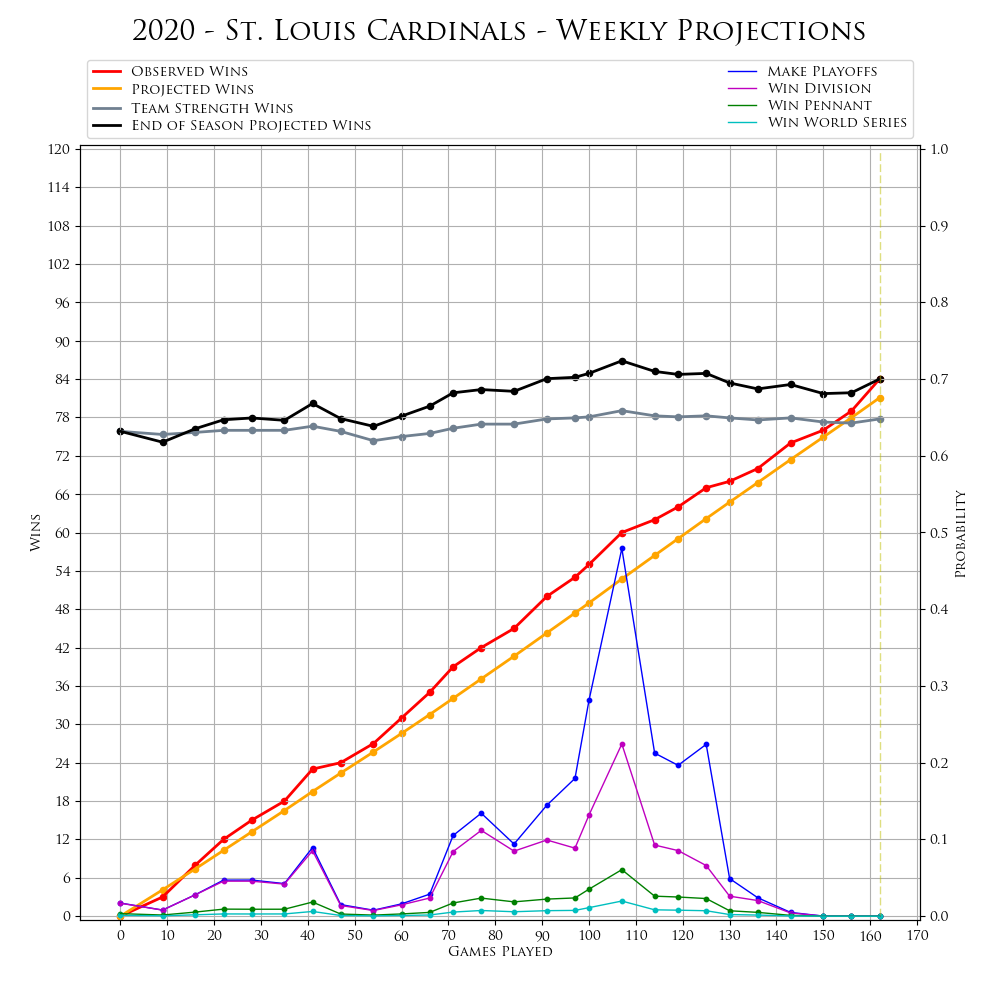 2020 - St. Louis Cardinals - Weekly Projections
Observed Wins
Projected Wins
Team Strength Wins
End of Season Projected Wins
Make Playoffs
Win Division
Win Pennant
Win World Series
120
114
108
102
96
90
84
78
72
66
60
54
48
42
36
30
24
18
12
6
0
Wins
1.0
0.9
0.8
0.7
0.6
0.5
0.4
0.3
0.2
0.1
0.0
Probability
0 10 20 30 40 50 60 70 80 90 100 110 120 130 140 150 160 170
Games Played